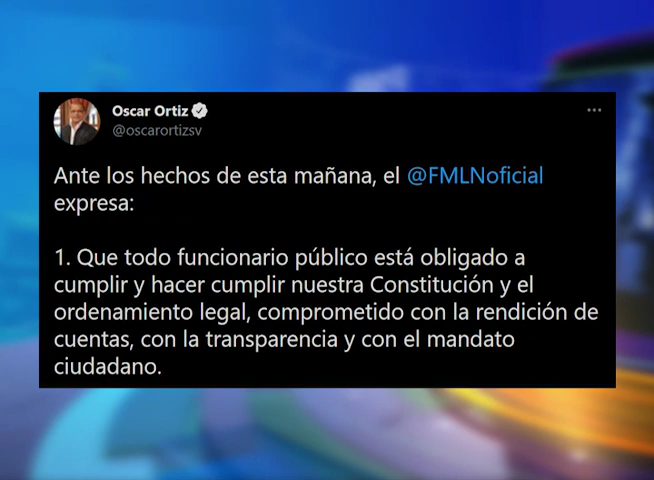 Oscar Ortiz
@oscarortizsv
Ante los hechos de esta mañana, el @FMLNoficial
expresa:
1. Que todo funcionario público está obligado a
cumplir y hacer cumplir nuestra Constitución y el
ordenamiento legal, comprometido con la rendición de
cuentas, con la transparencia y con el mandato
ciudadano.